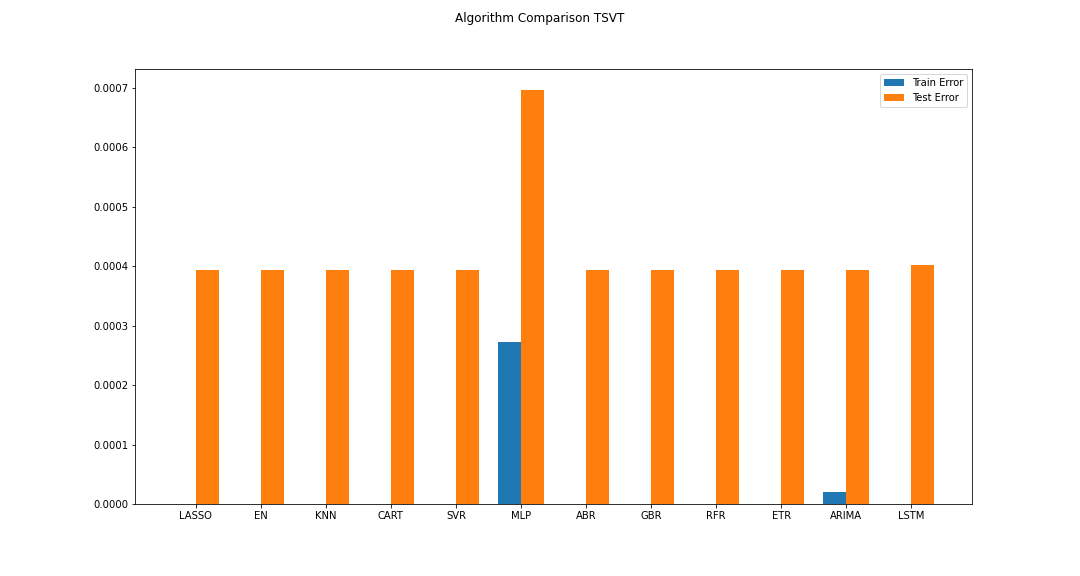 Algorithm Comparison TSVT
Train Error
Test Error
0.0007
0.0006
0.0005
0.0004
0.0003
0.0002
0.0001
0.0000
LASSO EN KNN CART SVR MLP ABR GBR RFR ETR ARIMA LSTM